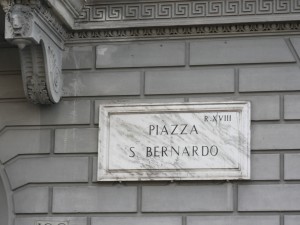 R. XVIII
PIAZZA
S. BERNARDO